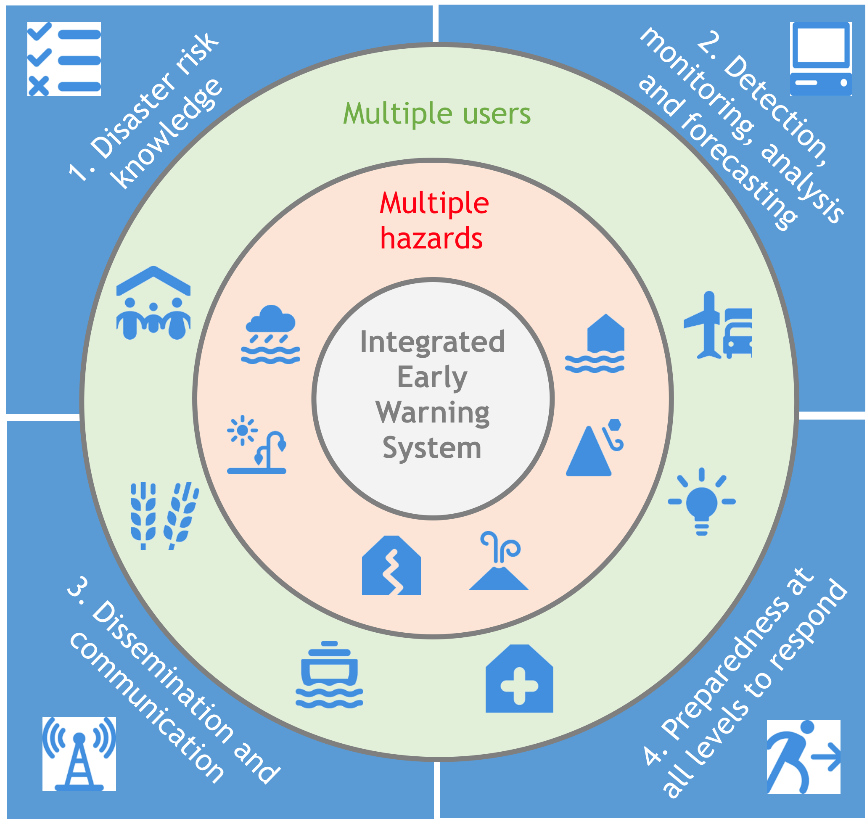 1. Disaster risk
knowledge
2. Detection,
monitoring, analysis
and forecasting
Multiple users
Multiple
hazards
Integrated
Early
Warning
System
3. Dissemination and
communication
4. Preparedness at
all levels to respond